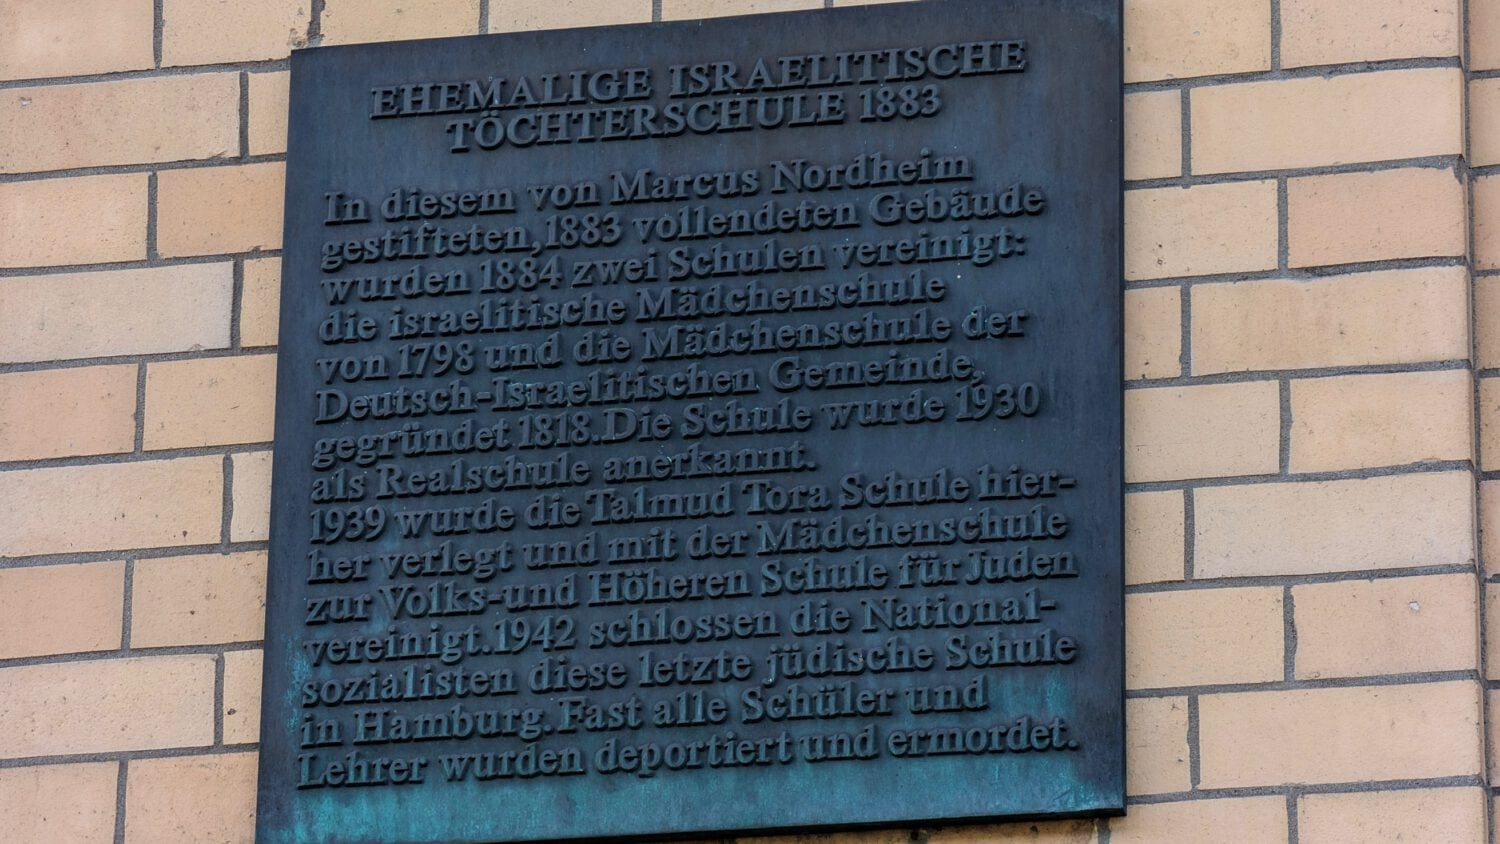 EHEMALIGE ISRAELITISCHE
TÖCHTERSCHULE 1883
In diesem von Marcus Nordheim
gestifteten, 1883 vollendeten Gebäude
wurden 1884 zwei Schulen vereinigt:
die israelitische Mädchenschule
von 1798 und die Mädchenschule der
Deutsch-Israelitischen Gemeinde,
gegründet 1818. Die Schule wurde 1930
als Realschule anerkannt.
1939 wurde die Talmud Tora Schule hier-
her verlegt und mit der Mädchenschule
zur Volks- und Höheren Schule für Juden
vereinigt. 1942 schlossen die National-
sozialisten diese letzte jüdische Schule
in Hamburg. Fast alle Schüler und
Lehrer wurden deportiert und ermordet.